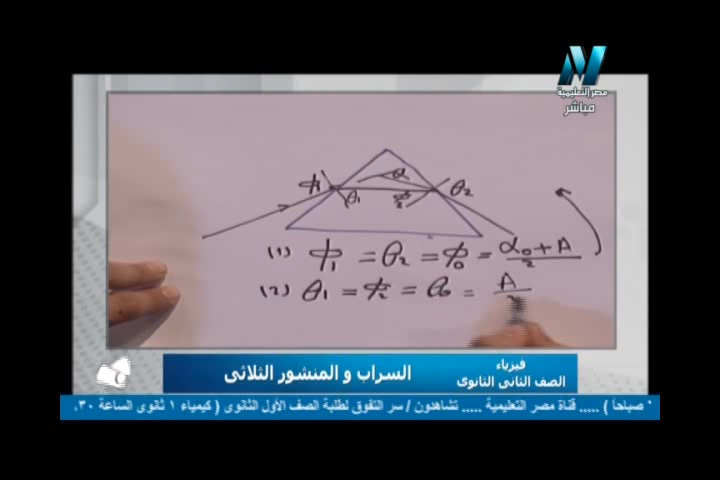 مصر التعليمية
مباشر
ϕ1 θ1 α ϕ2 θ2
(1) ϕ1 = θ2 = ϕ0 = α0 + A / 2
(2) θ1 = ϕ2 = θ0 = A / 2
فيزياء
الصف الثانى الثانوى
السراب و المنشور الثلاثى
صباحاً ) ..... قناة مصر التعليمية ..... تشاهدون / سر التفوق لطلبة الصف الأول الثانوى ( كيمياء ١ ثانوى الساعة ٣٠.